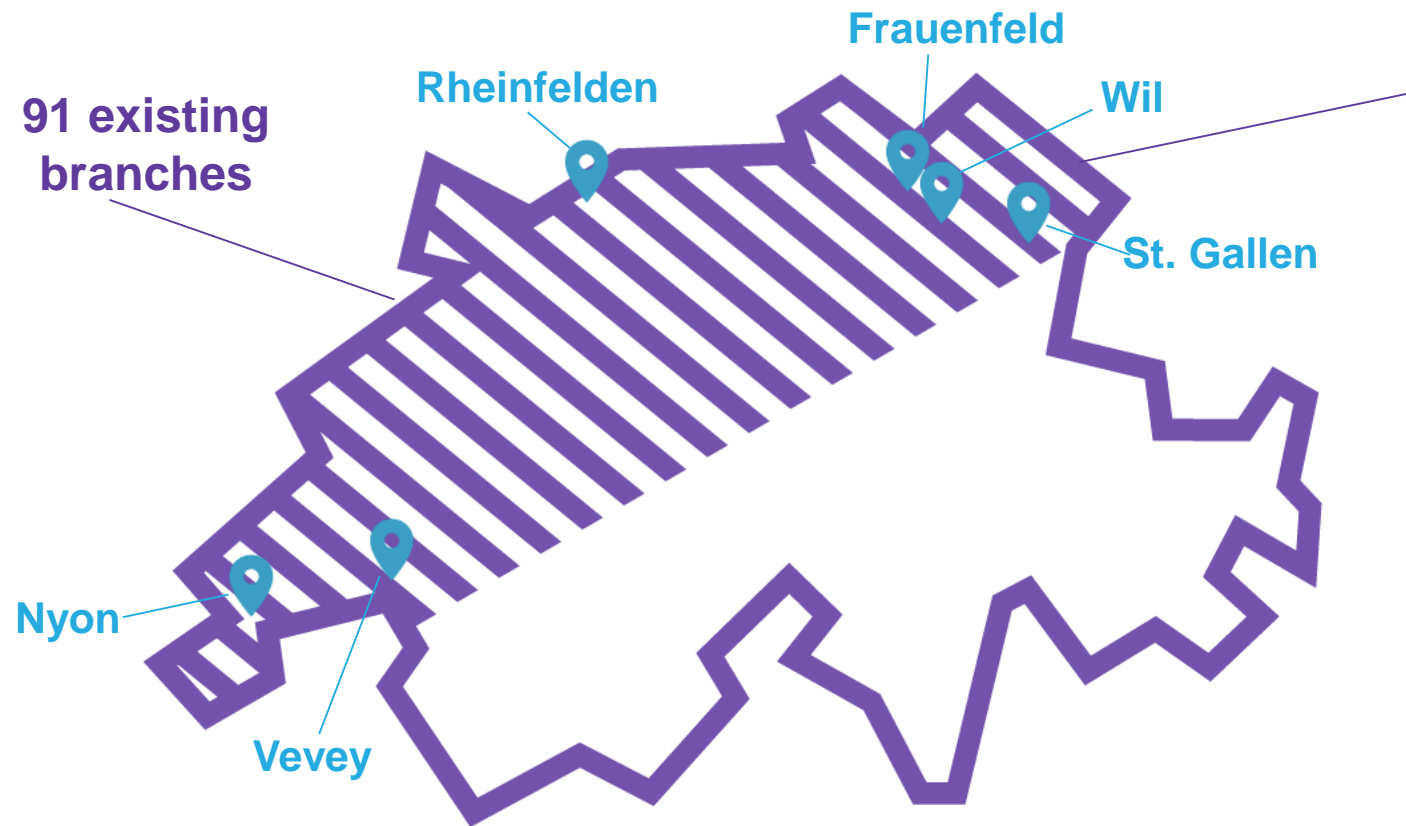 Frauenfeld
Rheinfelden
Wil
91 existing
branches
St. Gallen
Nyon
Vevey